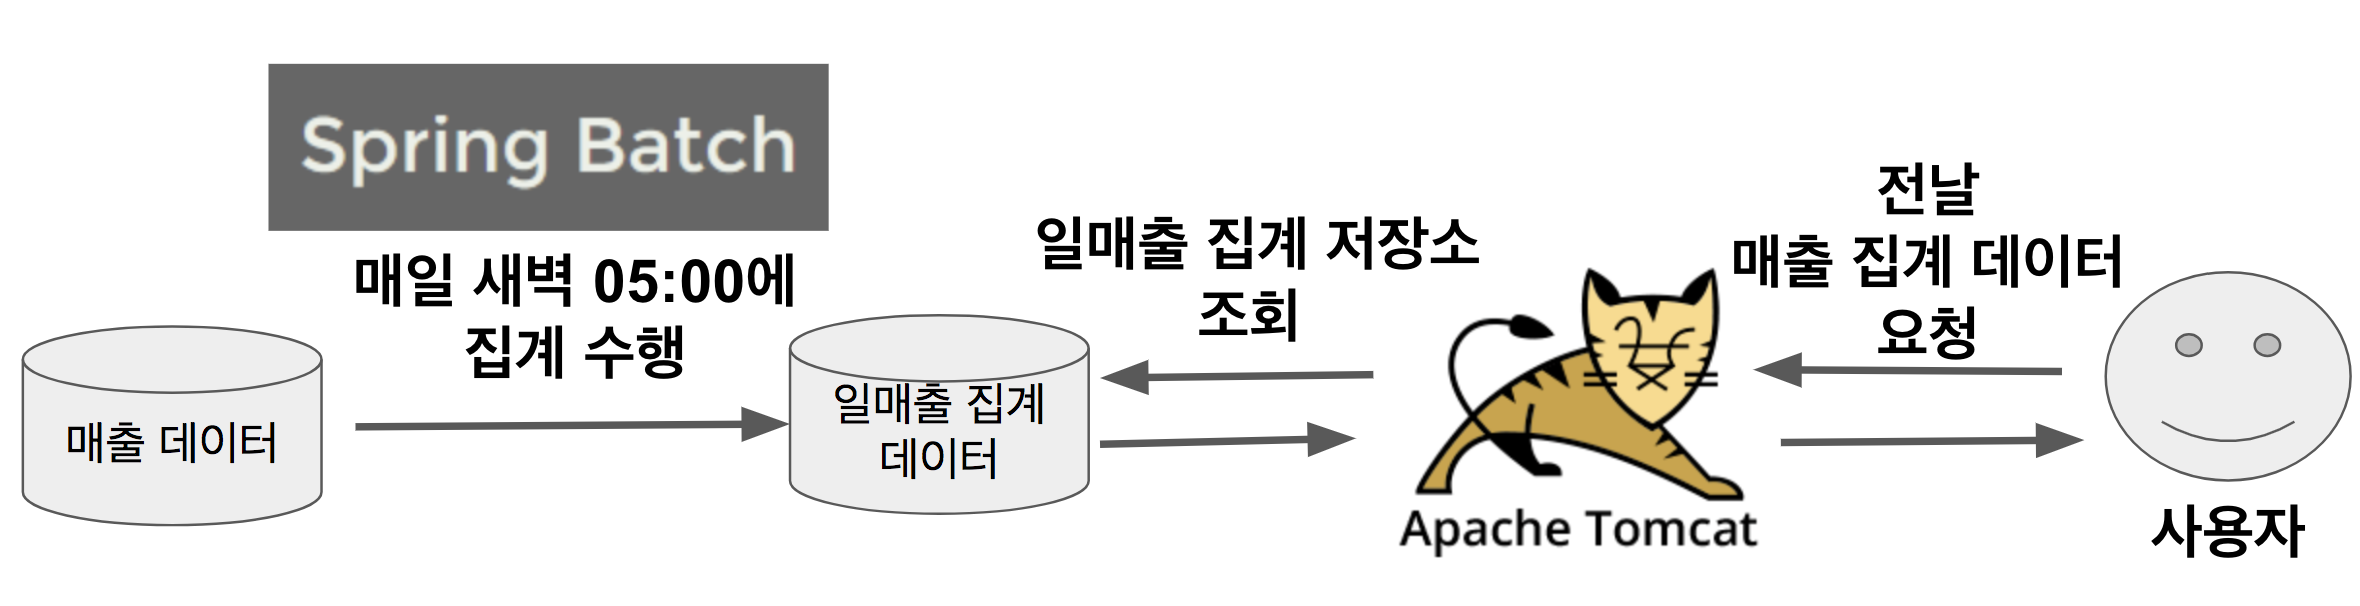 Spring Batch
매일 새벽 05:00에
집계 수행
매출 데이터
일매출 집계
데이터
일매출 집계 저장소
조회
Apache Tomcat
전날
매출 집계 데이터
요청
사용자